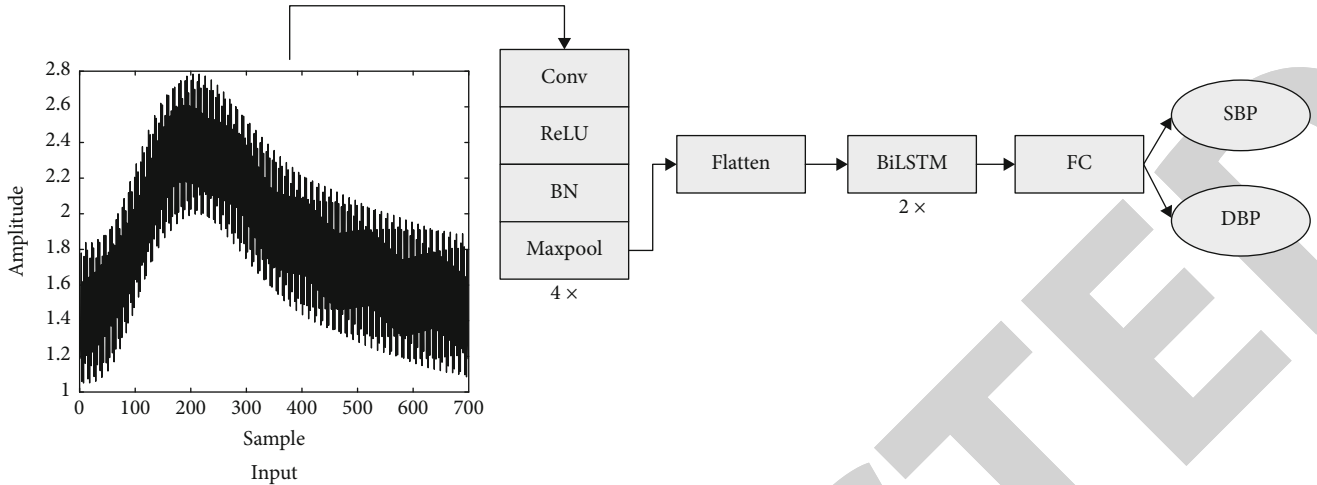 2.8
2.6
2.4
2.2
2
1.8
1.6
1.4
1.2
1
Amplitude
0 100 200 300 400 500 600 700
Sample
Input
Conv
ReLU
BN
Maxpool
4 ×
Flatten
BiLSTM
2 ×
FC
SBP
DBP